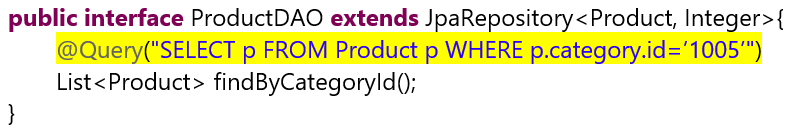 public interface ProductDAO extends JpaRepository<Product, Integer>{
@Query("SELECT p FROM Product p WHERE p.category.id=’1005’")
List<Product> findByCategoryId();
}